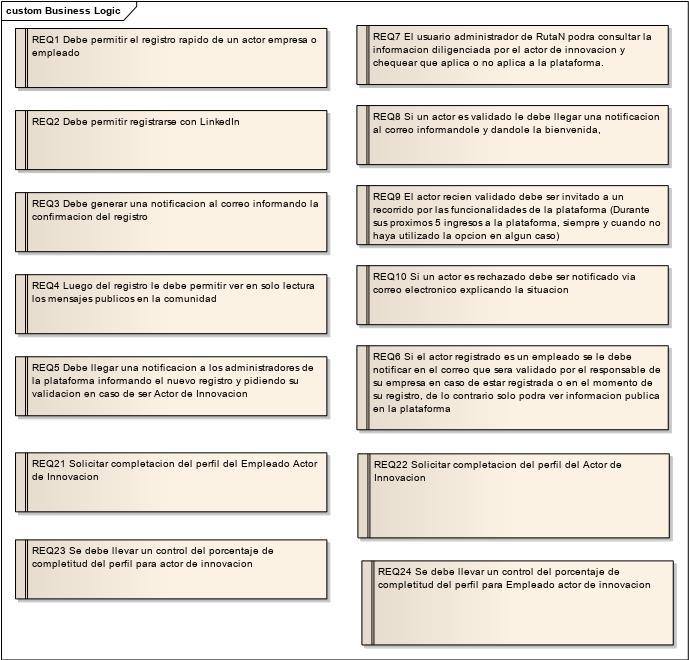 custom Business Logic
REQ1 Debe permitir el registro rapido de un actor empresa o
empleado
REQ2 Debe permitir registrarse con LinkedIn
REQ3 Debe generar una notificacion al correo informando la
confirmacion del registro
REQ4 Luego del registro le debe permitir ver en solo lectura
los mensajes publicos en la comunidad
REQ5 Debe llegar una notificacion a los administradores de
la plataforma informando el nuevo registro y pidiendo su
validacion en caso de ser Actor de Innovacion
REQ21 Solicitar completacion del perfil del Empleado Actor
de Innovacion
REQ23 Se debe llevar un control del porcentaje de
completitud del perfil para actor de innovacion
REQ7 El usuario administrador de RutaN podra consultar la
informacion diligenciada por el actor de innovacion y
chequear que aplica o no aplica a la plataforma.
REQ8 Si un actor es validado le debe llegar una notificacion
al correo informandole y dandole la bienvenida,
REQ9 El actor recien validado debe ser invitado a un
recorrido por las funcionalidades de la plataforma (Durante
sus proximos 5 ingresos a la plataforma, siempre y cuando no
haya utilizado la opcion en algun caso)
REQ10 Si un actor es rechazado debe ser notificado via
correo electronico explicando la situacion
REQ6 Si el actor registrado es un empleado se le debe
notificar en el correo que sera validado por el responsable de
su empresa en caso de estar registrada o en el momento de
su registro, de lo contrario solo podra ver informacion publica
en la plataforma
REQ22 Solicitar completacion del perfil del Actor de
Innovacion
REQ24 Se debe llevar un control del porcentaje de
completitud del perfil para Empleado actor de innovacion